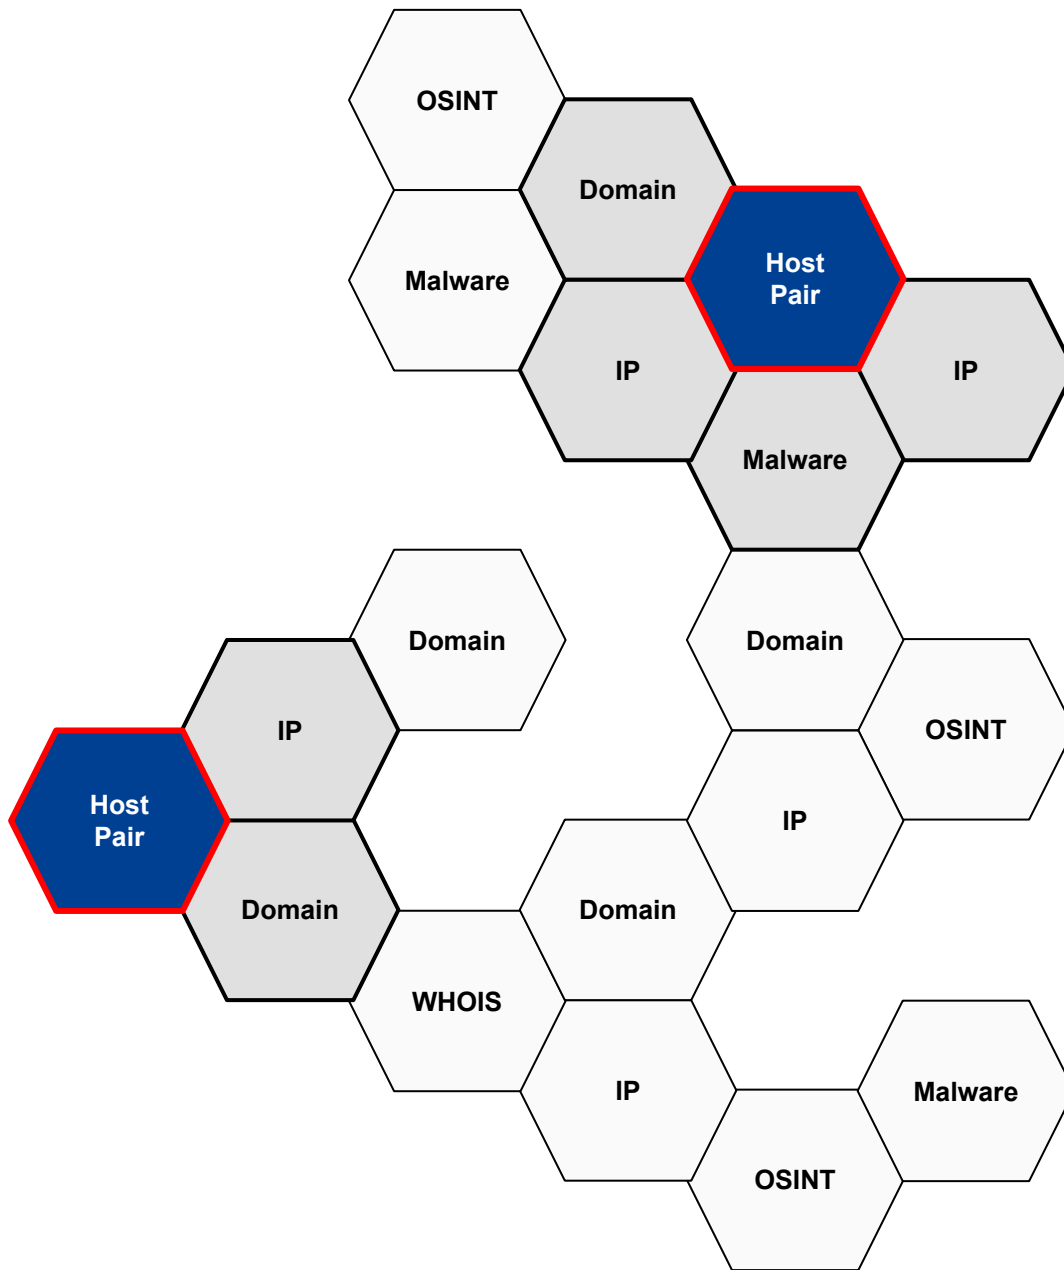 OSINT
Domain
Host
Pair
Malware
IP
IP
Malware
Domain
Domain
OSINT
IP
Host
Pair
IP
Domain
Domain
WHOIS
IP
Malware
OSINT